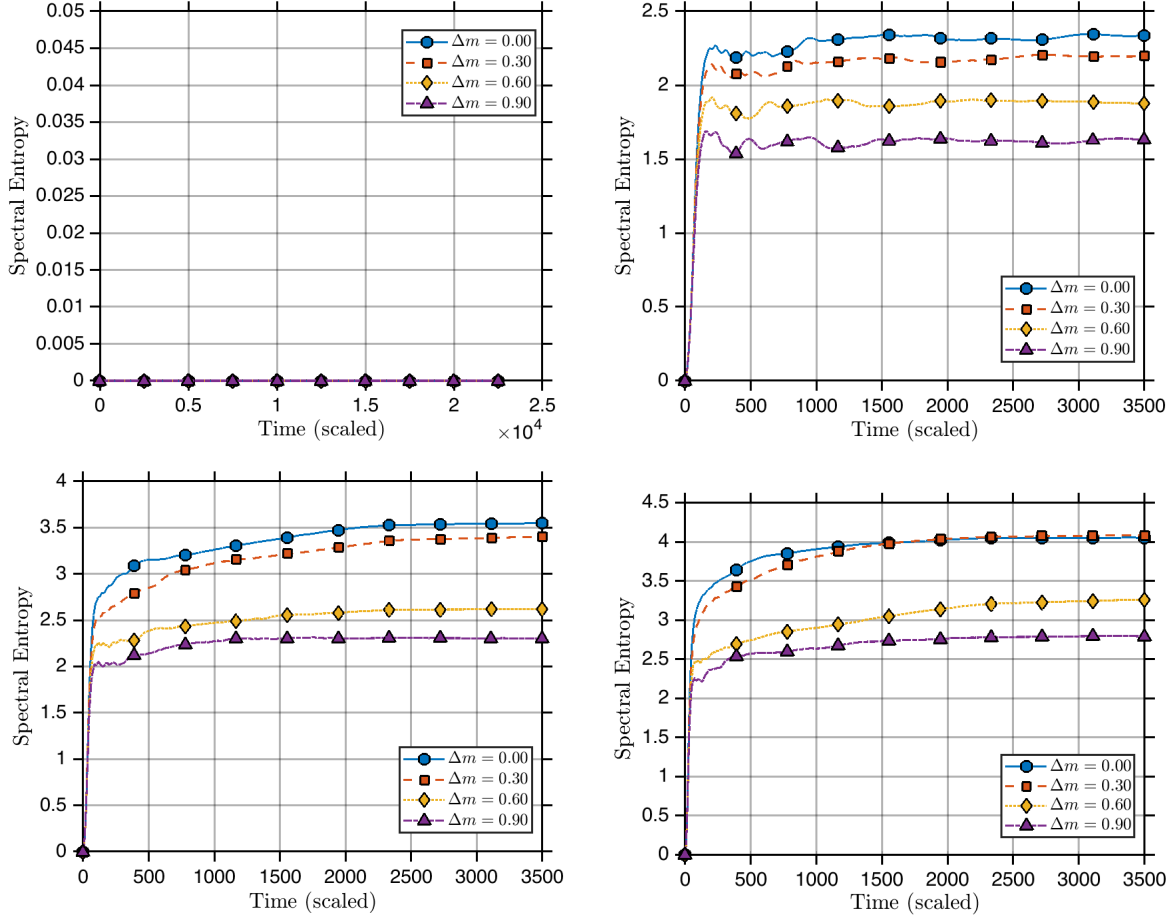 0.05
0.045
0.04
0.035
0.03
0.025
0.02
0.015
0.01
0.005
0
Spectral Entropy
Δm = 0.00
Δm = 0.30
Δm = 0.60
Δm = 0.90
0 0.5 1 1.5 2 2.5
Time (scaled)
×10⁴
2.5
2
1.5
1
0.5
0
Spectral Entropy
Δm = 0.00
Δm = 0.30
Δm = 0.60
Δm = 0.90
0 500 1000 1500 2000 2500 3000 3500
Time (scaled)
4
3.5
3
2.5
2
1.5
1
0.5
0
Spectral Entropy
Δm = 0.00
Δm = 0.30
Δm = 0.60
Δm = 0.90
0 500 1000 1500 2000 2500 3000 3500
Time (scaled)
4.5
4
3.5
3
2.5
2
1.5
1
0.5
0
Spectral Entropy
Δm = 0.00
Δm = 0.30
Δm = 0.60
Δm = 0.90
0 500 1000 1500 2000 2500 3000 3500
Time (scaled)